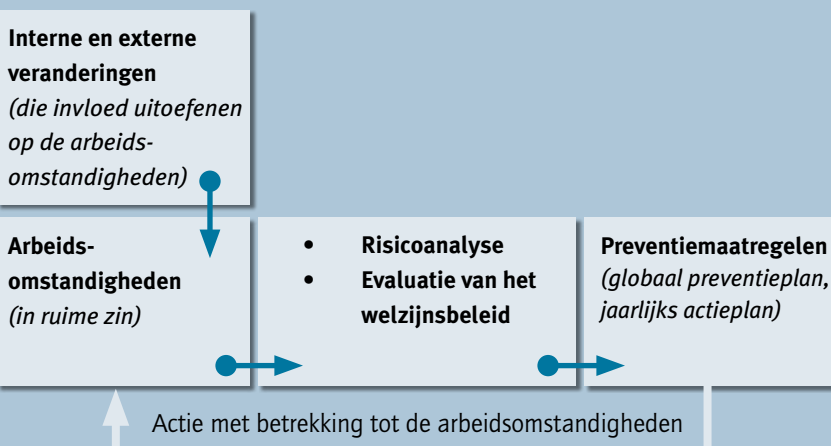 Interne en externe
veranderingen
(die invloed uitoefenen
op de arbeids-
omstandigheden)
Arbeids-
omstandigheden
(in ruime zin)
• Risicoanalyse
• Evaluatie van het
welzijnsbeleid
Preventiemaatregelen
(globaal preventieplan,
jaarlijks actieplan)
Actie met betrekking tot de arbeidsomstandigheden